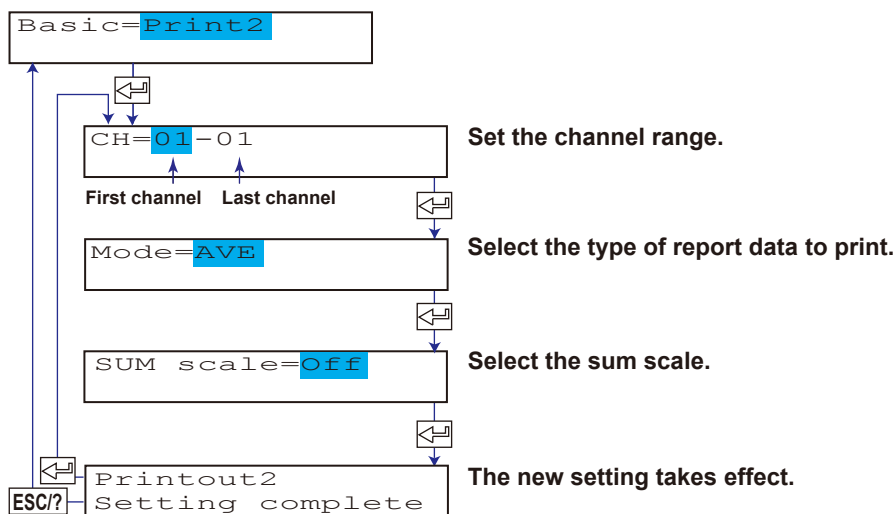 Basic=Print2
CH=01-01
Set the channel range.
First channel Last channel
Mode=AVE
Select the type of report data to print.
SUM scale=Off
Select the sum scale.
Printout2
The new setting takes effect.
ESC/?
Setting complete